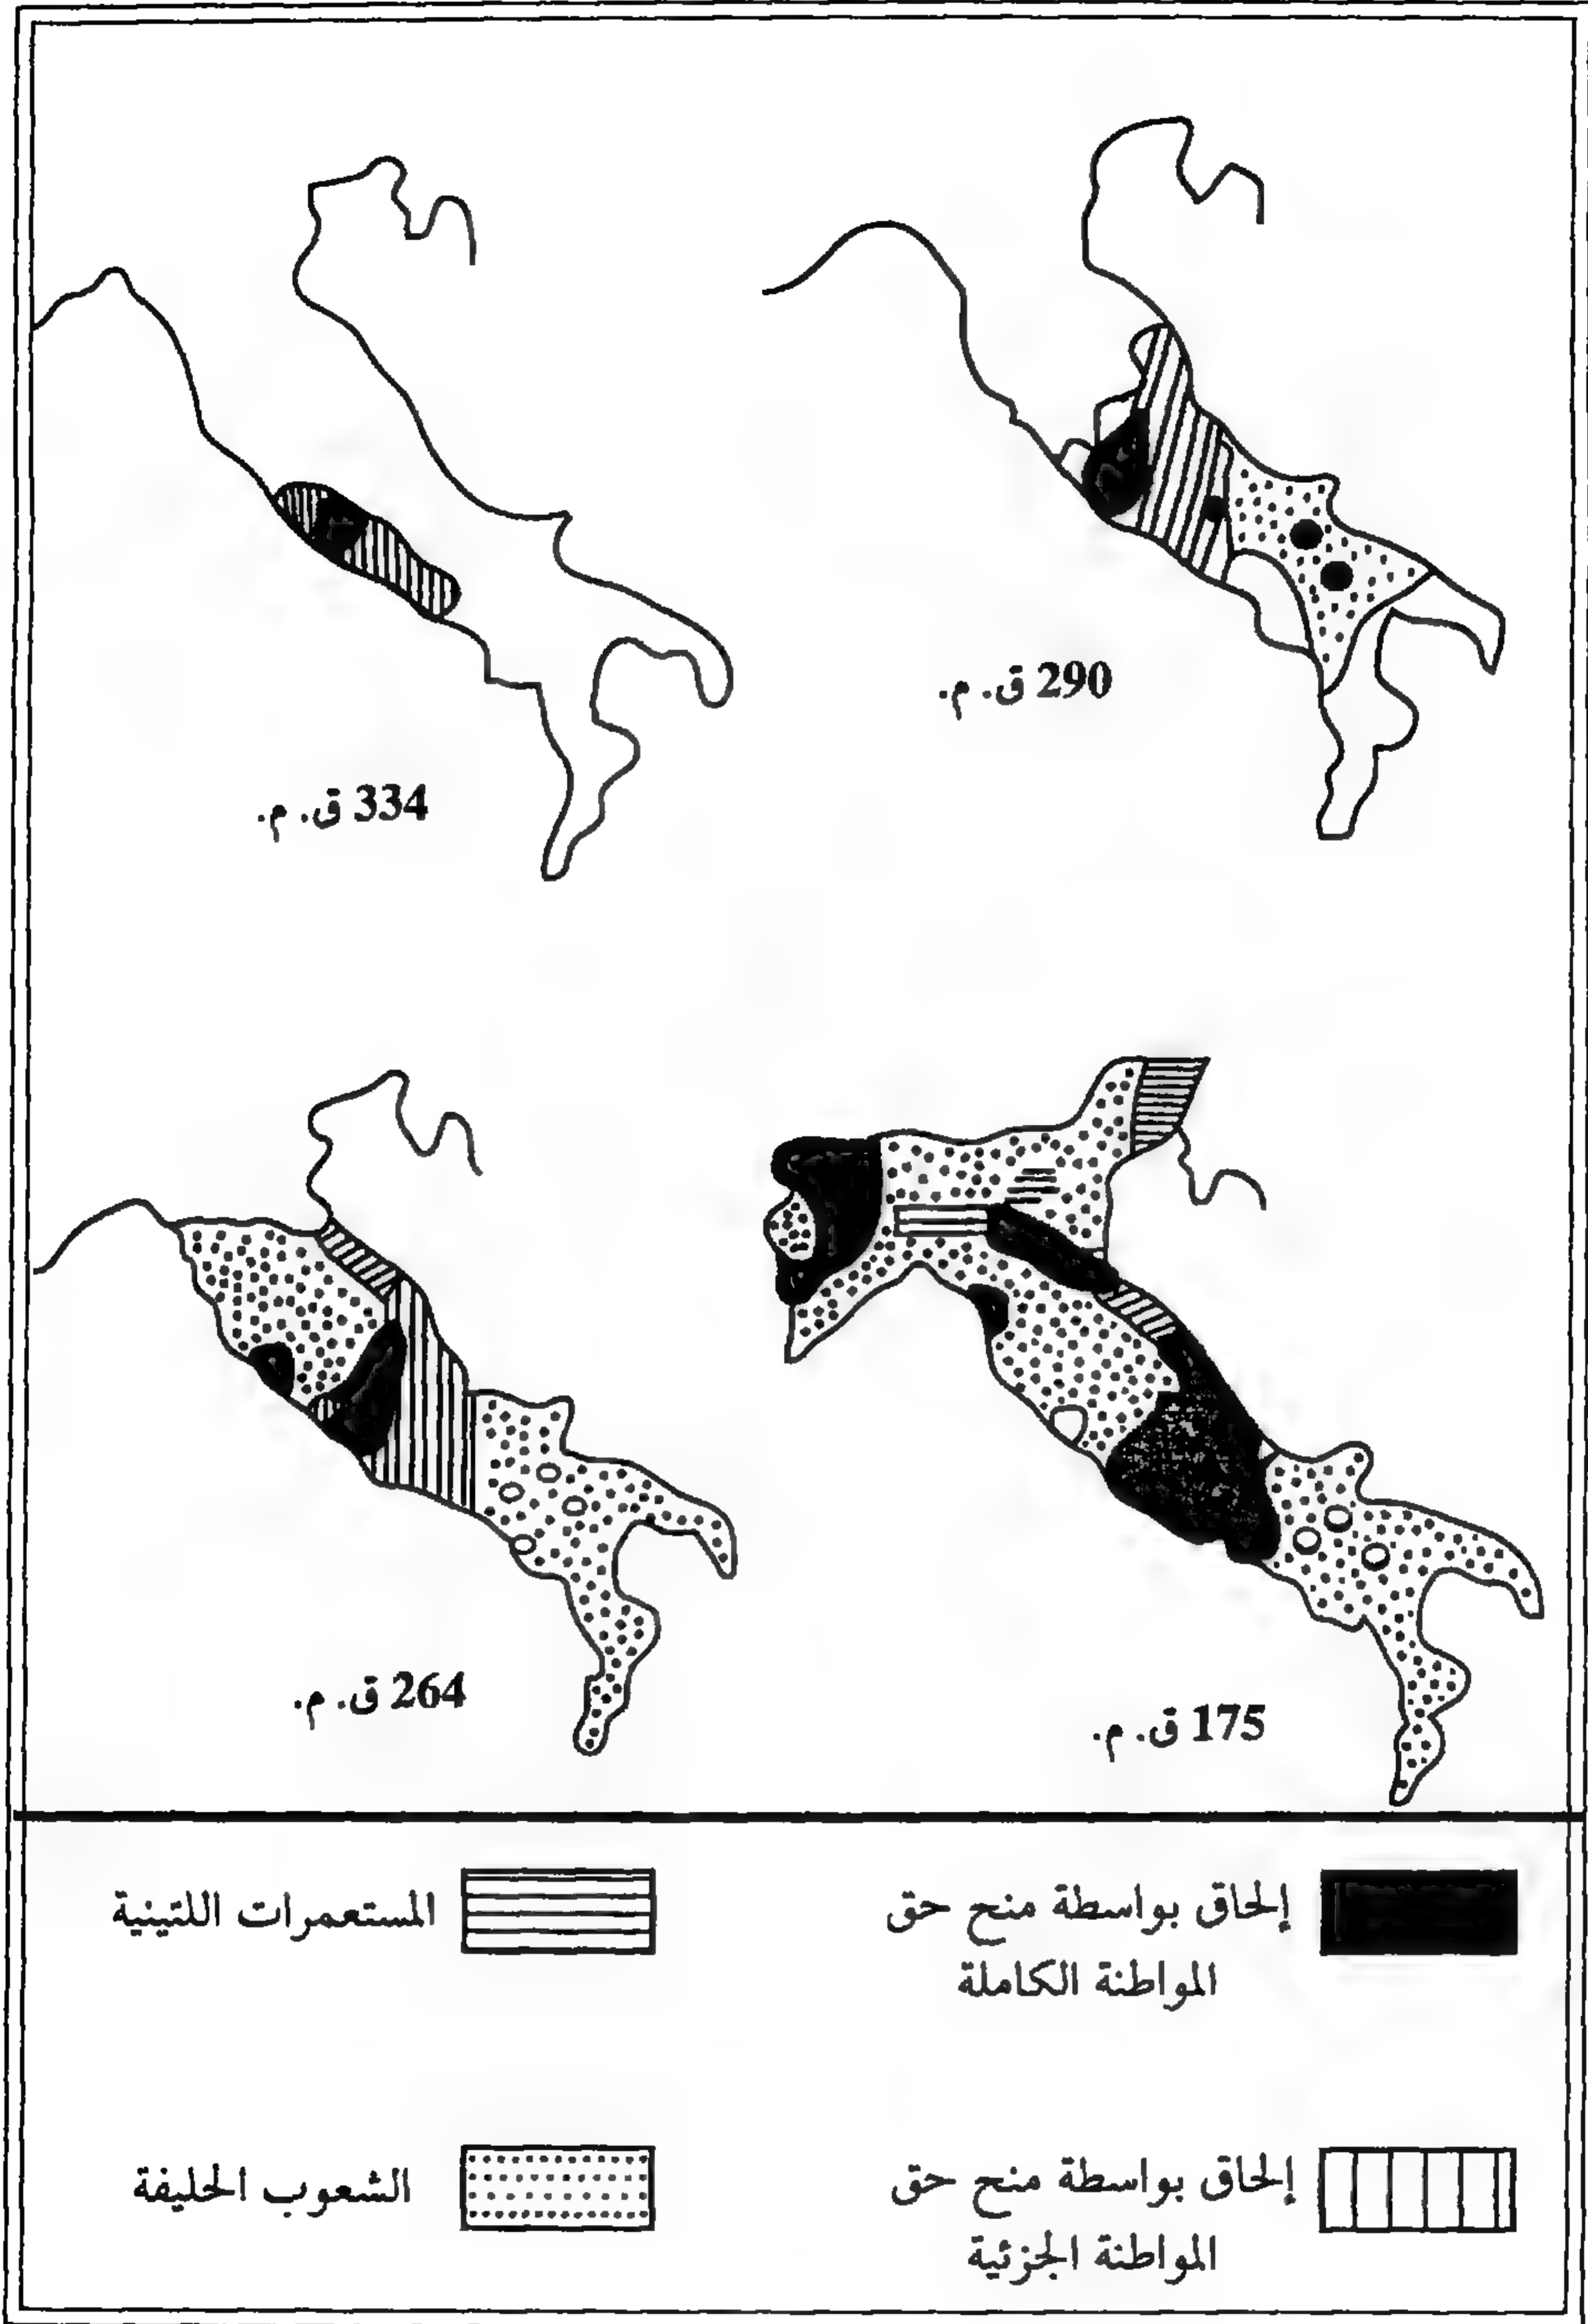 334 ق. م.
290 ق. م.
264 ق. م.
175 ق. م.
إلحاق بواسطة منح حق
المواطنة الكاملة
المستعمرات اللتينية
إلحاق بواسطة منح حق
المواطنة الجزئية
الشعوب الحليفة